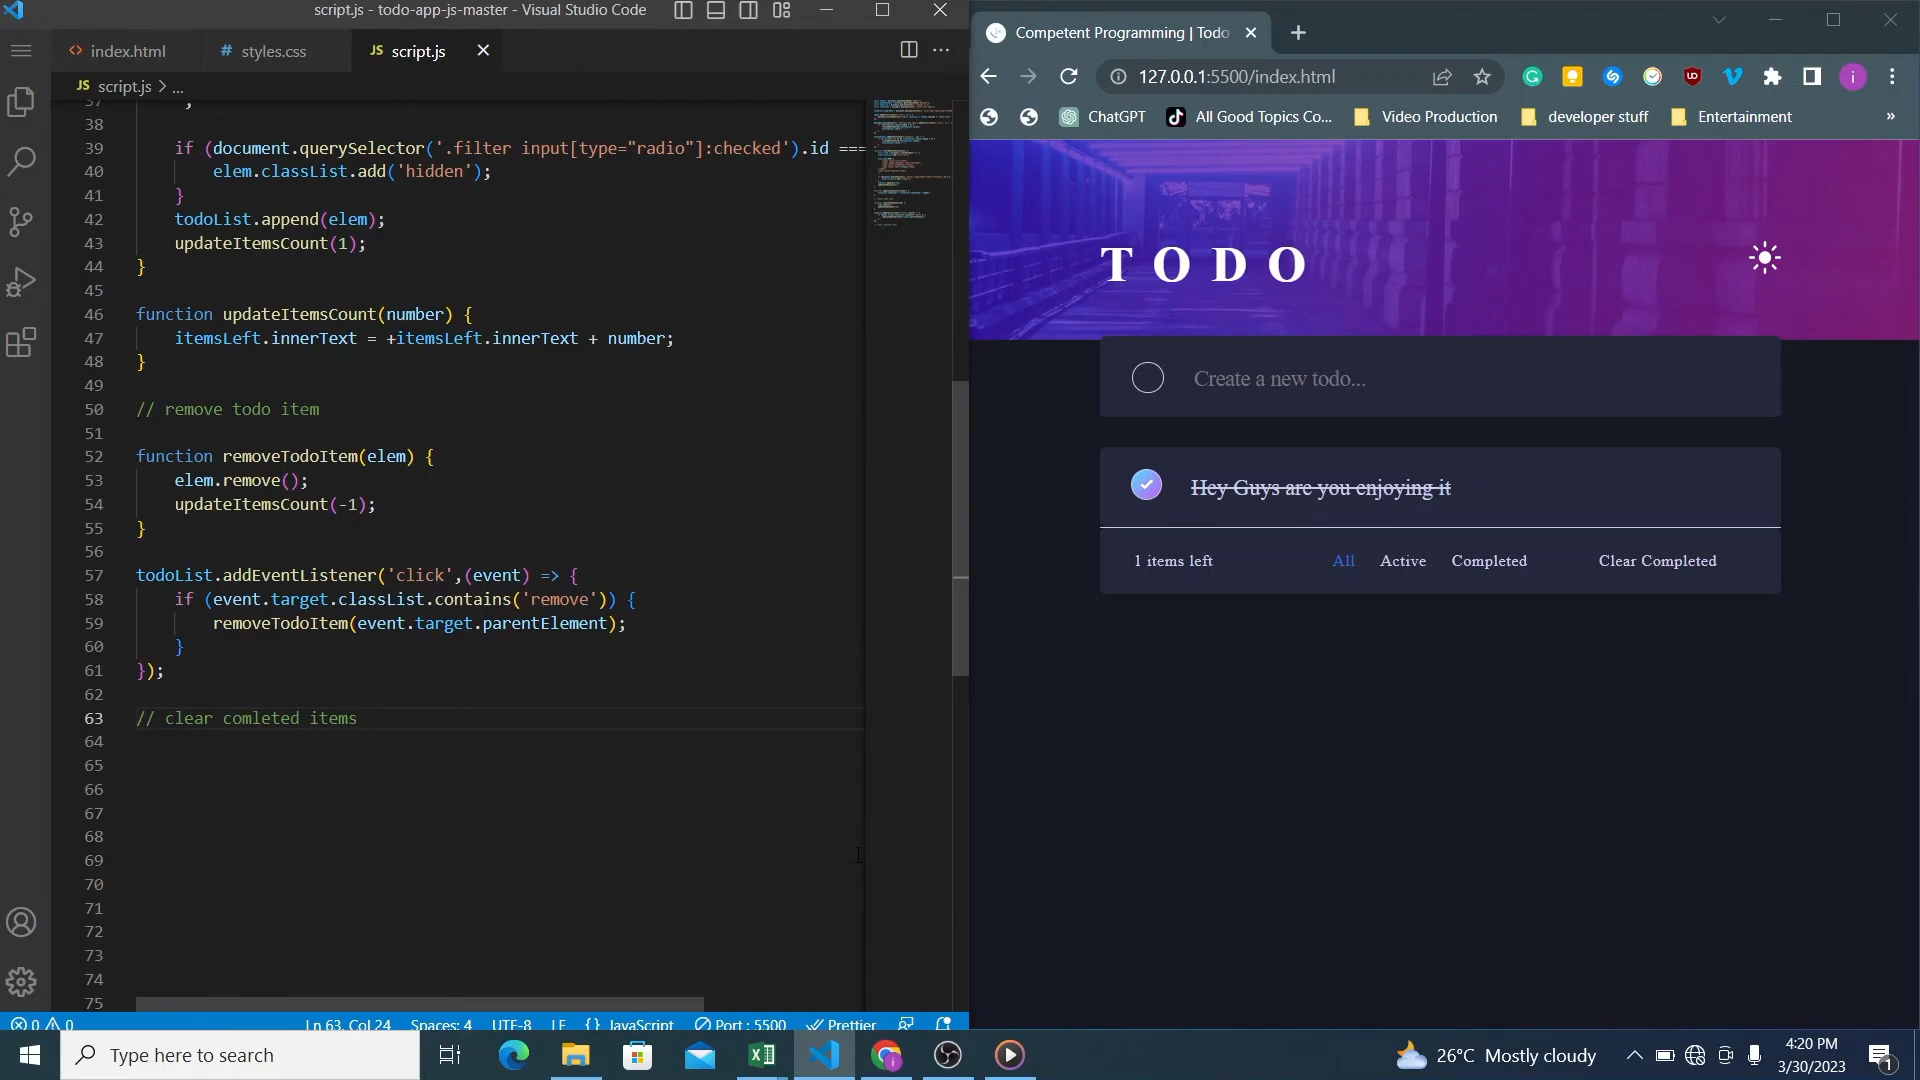 script.js - todo-app-js-master - Visual Studio Code
index.html
styles.css
JS script.js
JS script.js > ...
37
38
39 if (document.querySelector('.filter input[type="radio"]:checked').id ===
40 elem.classList.add('hidden');
41 }
42 todoList.append(elem);
43 updateItemsCount(1);
44 }
45
46 function updateItemsCount(number) {
47 itemsLeft.innerText = +itemsLeft.innerText + number;
48 }
49
50 // remove todo item
51
52 function removeTodoItem(elem) {
53 elem.remove();
54 updateItemsCount(-1);
55 }
56
57 todoList.addEventListener('click',(event) => {
58 if (event.target.classList.contains('remove')) {
59 removeTodoItem(event.target.parentElement);
60 }
61 });
62
63 // clear comleted items
64
65
66
67
68
69
70
71
72
73
74
75
0 0 Ln 63, Col 24 Spaces: 4 UTF-8 LF {} JavaScript Port : 5500 Prettier
Competent Programming | Todo
127.0.0.1:5500/index.html
ChatGPT All Good Topics Co... Video Production developer stuff Entertainment »
TODO
Create a new todo...
Hey Guys are you enjoying it
1 items left All Active Completed Clear Completed
Type here to search
26°C Mostly cloudy
4:20 PM
3/30/2023
1